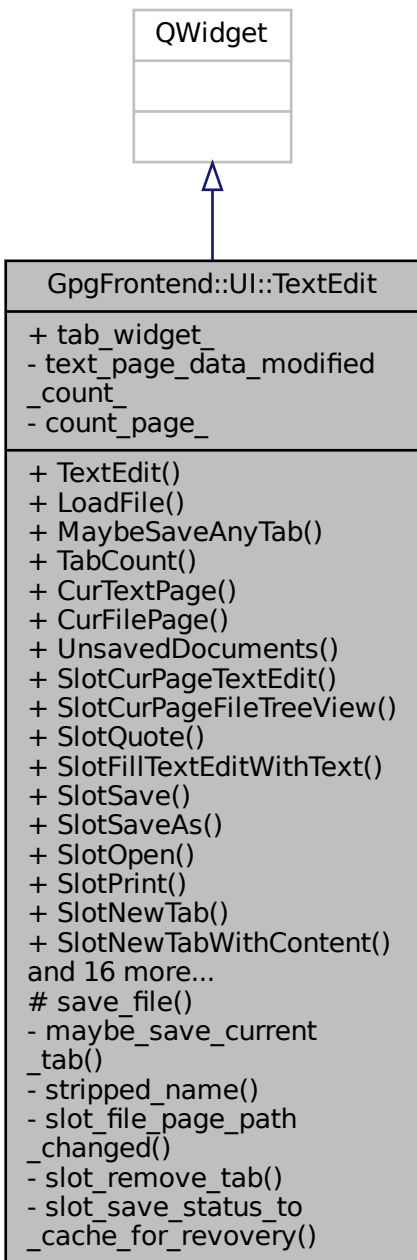 QWidget
GpgFrontend::UI::TextEdit
+ tab_widget_
- text_page_data_modified
_count_
- count_page_
+ TextEdit()
+ LoadFile()
+ MaybeSaveAnyTab()
+ TabCount()
+ CurTextPage()
+ CurFilePage()
+ UnsavedDocuments()
+ SlotCurPageTextEdit()
+ SlotCurPageFileTreeView()
+ SlotQuote()
+ SlotFillTextEditWithText()
+ SlotSave()
+ SlotSaveAs()
+ SlotOpen()
+ SlotPrint()
+ SlotNewTab()
+ SlotNewTabWithContent()
and 16 more...
# save_file()
- maybe_save_current
_tab()
- stripped_name()
- slot_file_page_path
_changed()
- slot_remove_tab()
- slot_save_status_to
_cache_for_revovery()